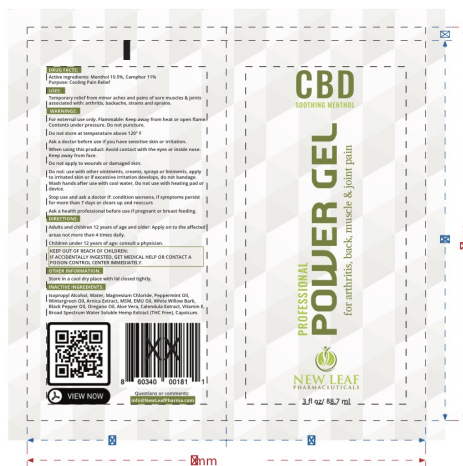 DRUG FACTS:
Active ingredients: Menthol 10.5%, Camphor 11%
Purpose: Cooling Pain Relief
USES:
Temporary relief from minor aches and pains of sore muscles & joints
associated with: arthritis, backache, strains and sprains.
WARNINGS:
For external use only. Flammable: Keep away from heat or open flame
Contents under pressure. Do not puncture.
Do not store at temperature above 120° F
Ask a doctor before use if you have sensitive skin or irritation.
When using this product: Avoid contact with the eyes or inside nose.
Keep away from face.
Do not apply to wounds or damaged skin.
Do not: use with other ointments, creams, sprays or liniments, apply
to irritated skin or if excessive irritation develops, do not bandage.
Wash hands after use with cool water, Do not use with heating pad or
device.
Stop use and ask a doctor if: condition worsens, if symptoms persist
for more than 7 days or clears up and reoccurs
Ask a health professional before use if pregnant or breast feeding.
DIRECTIONS:
Adults and children 12 years of age and older: Apply on to the affected
areas not more than 4 times daily.
Children under 12 years of age: consult a physician.
KEEP OUT OF REACH OF CHILDREN:
IF ACCIDENTALLY INGESTED, GET MEDICAL HELP OR CONTACT A
POISON CONTROL CENTER IMMEDIATELY.
OTHER INFORMATION:
Store in a cool dry place with lid closed tightly.
INACTIVE INGREDIENTS:
Isopropyl Alcohol, Water, Magnesium Chloride, Peppermint Oil,
Wintergreen Oil, Arnica Extract, MSM, EMU Oil, White Willow Bark,
Black Pepper Oil, Oregano Oil, Aloe Vera, Calendula Extract, Vitamin E,
Broad Spectrum Water Soluble Hemp Extract (THC Free), Capsicum.
VIEW NOW
8 60340 00181 1
Questions or comments:
info@NewLeafPharma.com
CBD
SOOTHING MENTHOL
PROFESSIONAL
POWER GEL
for arthritis, back, muscle & joint pain
NEW LEAF
PHARMACEUTICALS
3 fl oz/ 88.7 ml
mm